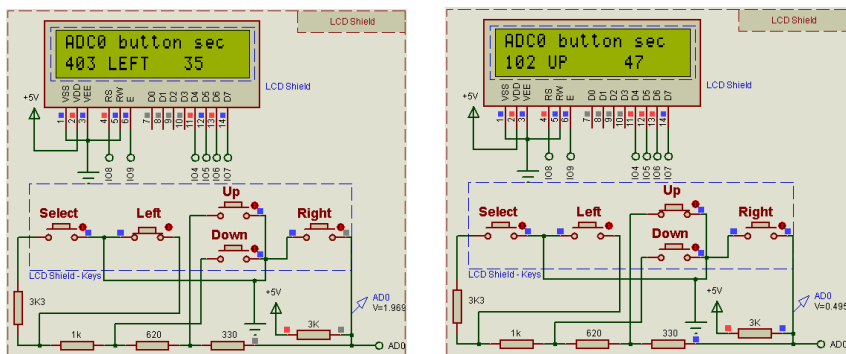 LCD Shield
ADC0 button sec
403 LEFT 35
LCD Shield
+5V
VSS VDD VEE RS RW E D0 D1 D2 D3 D4 D5 D6 D7
1 2 3 4 5 6 7 8 9 10 11 12 13 14
IO8 IO9 IO4 IO5 IO6 IO7
Up
Select Left Right
Down
LCD Shield - Keys
+5V
AD0
3K3
V=1.969
3K
1k 620 330
AD0
LCD Shield
ADC0 button sec
102 UP 47
LCD Shield
+5V
VSS VDD VEE RS RW E D0 D1 D2 D3 D4 D5 D6 D7
1 2 3 4 5 6 7 8 9 10 11 12 13 14
IO8 IO9 IO4 IO5 IO6 IO7
Up
Select Left Right
Down
LCD Shield - Keys
+5V
AD0
3K3
V=0.495
3K
1k 620 330
AD0